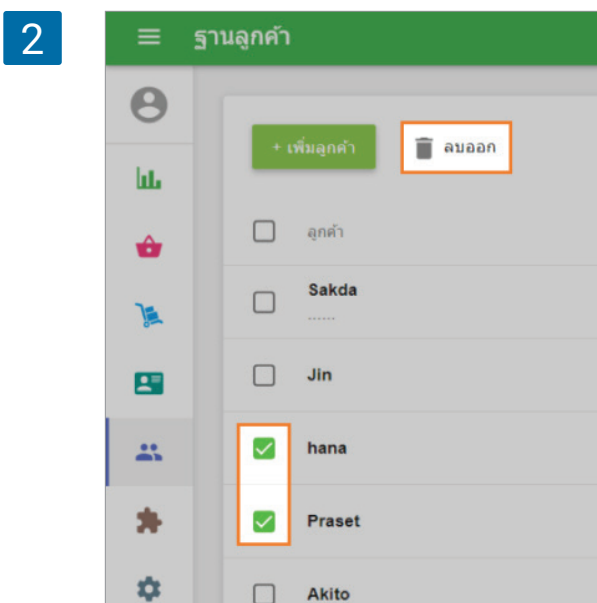 2
ฐานลูกค้า
+ เพิ่มลูกค้า
ลบออก
ลูกค้า
Sakda
......
Jin
hana
Praset
Akito